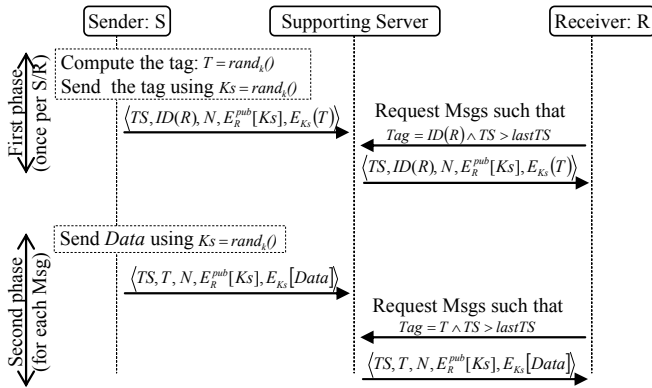 Sender: S
Supporting Server
Receiver: R
First phase
(once per S/R)
Compute the tag: T = rand_k()
Send the tag using Ks = rand_k()
⟨TS, ID(R), N, E_R^pub[Ks], E_Ks(T)⟩
Request Msgs such that
Tag = ID(R) ∧ TS > lastTS
⟨TS, ID(R), N, E_R^pub[Ks], E_Ks(T)⟩
Second phase
(for each Msg)
Send Data using Ks = rand_k()
⟨TS, T, N, E_R^pub[Ks], E_Ks[Data]⟩
Request Msgs such that
Tag = T ∧ TS > lastTS
⟨TS, T, N, E_R^pub[Ks], E_Ks[Data]⟩